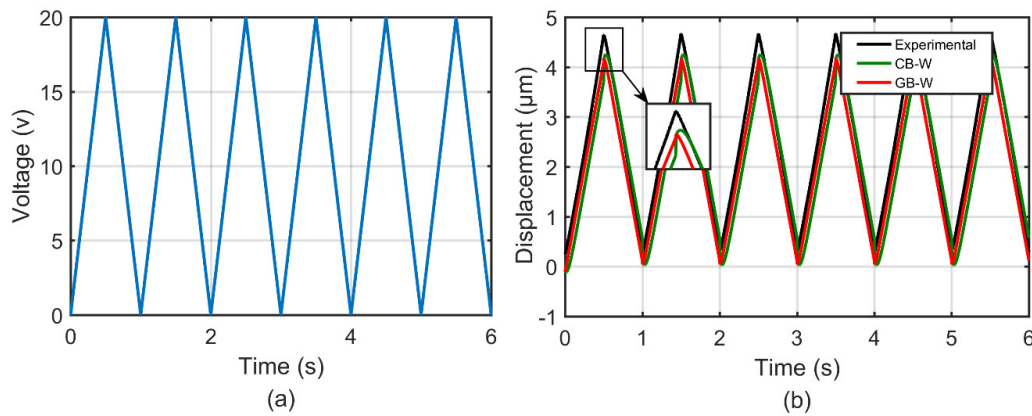 20
15
10
5
0
Voltage (v)
0 2 4 6
Time (s)
(a)
5
4
3
2
1
0
-1
Displacement (µm)
Experimental
CB-W
GB-W
0 1 2 3 4 5 6
Time (s)
(b)